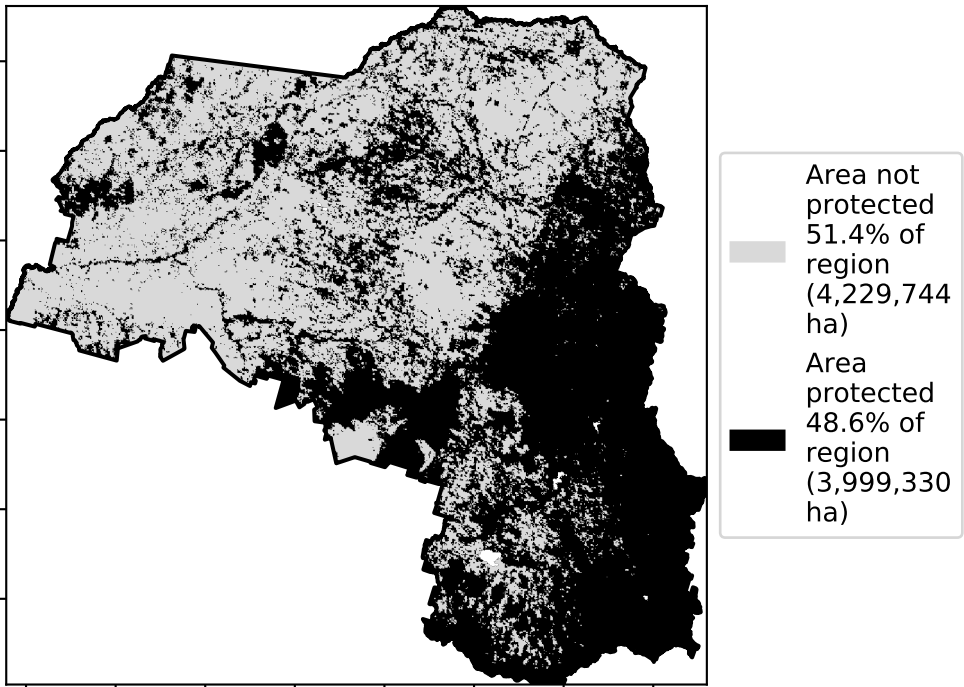 Area not
protected
51.4% of
region
(4,229,744
ha)
Area
protected
48.6% of
region
(3,999,330
ha)